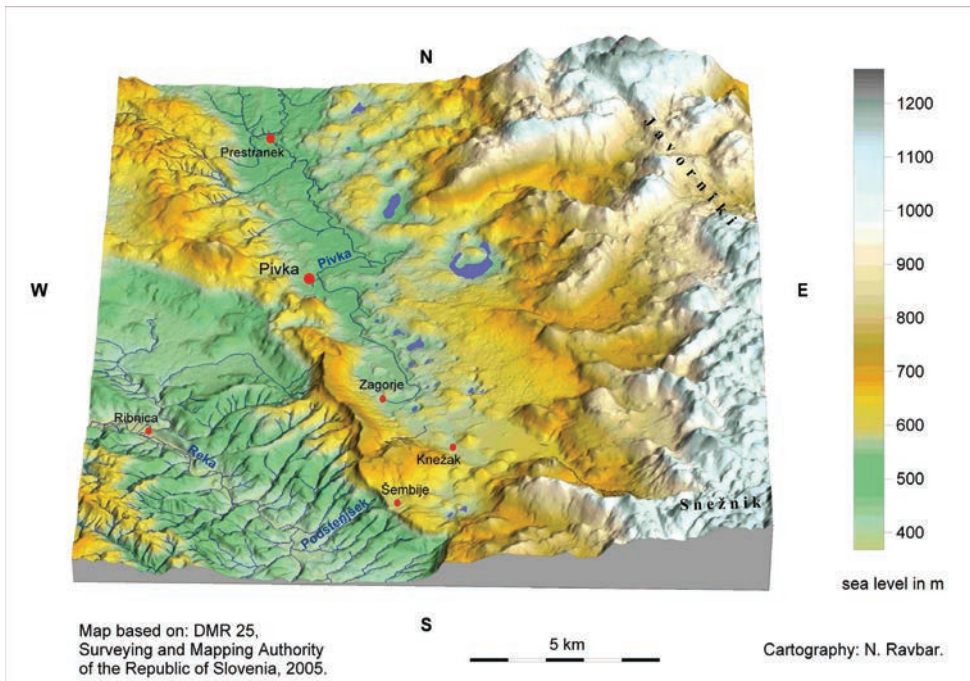 N
1200
Javorniki
1100
Prestranek
1000
Pivka
Pivka
900
W
E
800
700
Zagorje
Ribnica
600
Reka
Knežak
Šembije
500
Snežnik
Podstenjšek
400
sea level in m
S
Map based on: DMR 25,
Surveying and Mapping Authority
of the Republic of Slovenia, 2005.
5 km
Cartography: N. Ravbar.